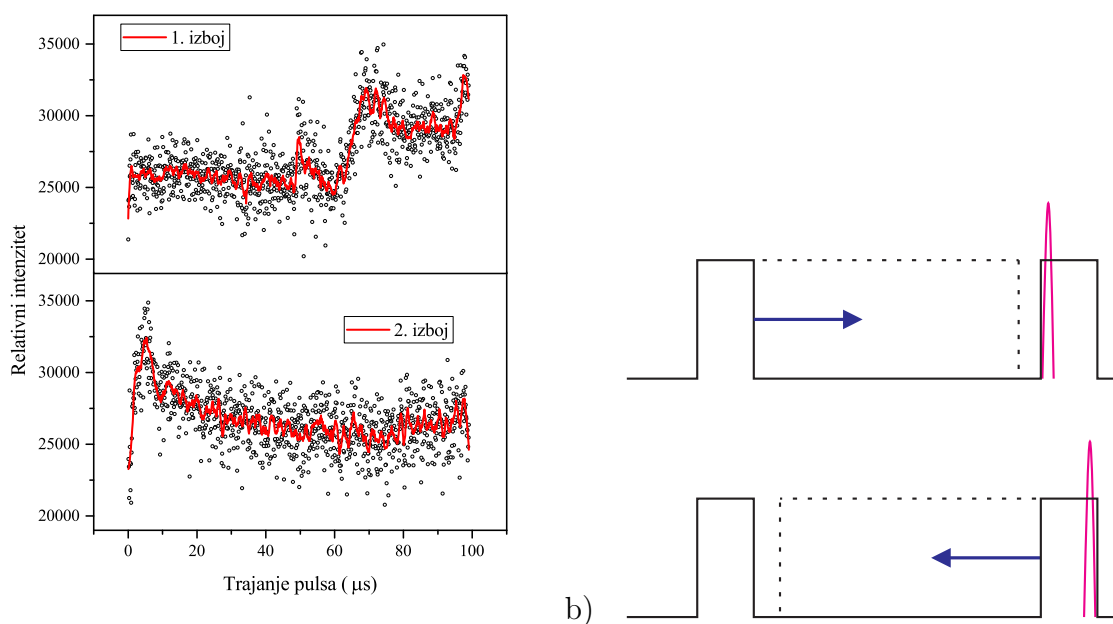 Relativni intenzitet
35000
1. izboj
30000
25000
20000
35000
2. izboj
30000
25000
20000
0 20 40 60 80 100
Trajanje pulsa ( μs)
b)